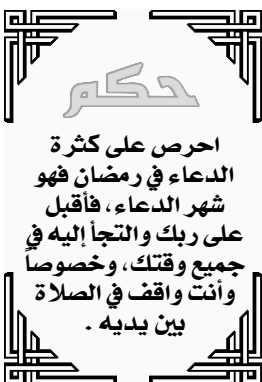 حكم
احرص على كثرة
الدعاء في رمضان فهو
شهر الدعاء، فأقبل
على ربك والتجأ إليه في
جميع وقتك، وخصوصاً
وأنت واقف في الصلاة
بين يديه .